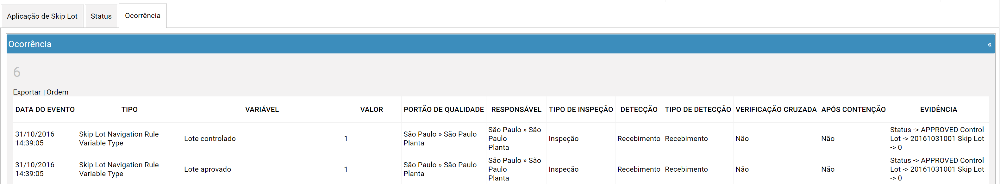 Aplicação de Skip Lot Status Ocorrência
Ocorrência «
6
Exportar | Ordem
DATA DO EVENTO TIPO VARIÁVEL VALOR PORTÃO DE QUALIDADE RESPONSÁVEL TIPO DE INSPEÇÃO DETECÇÃO TIPO DE DETECÇÃO VERIFICAÇÃO CRUZADA APÓS CONTENÇÃO EVIDÊNCIA
31/10/2016
14:39:05
Skip Lot Navigation Rule
Variable Type
Lote controlado
1
São Paulo » São Paulo
Planta
São Paulo » São
Paulo
Planta
Inspeção
Recebimento
Recebimento
Não
Não
Status -> APPROVED Control
Lot -> 20161031001 Skip Lot
-> 0
31/10/2016
14:39:05
Skip Lot Navigation Rule
Variable Type
Lote aprovado
1
São Paulo » São Paulo
Planta
São Paulo » São
Paulo
Planta
Inspeção
Recebimento
Recebimento
Não
Não
Status -> APPROVED Control
Lot -> 20161031001 Skip Lot
-> 0